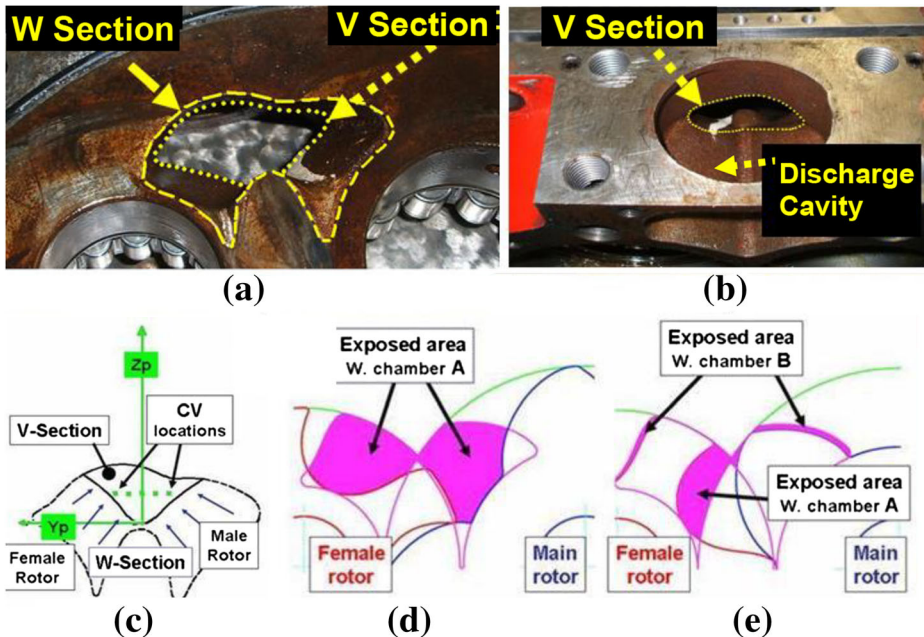 W Section
V Section
V Section
Discharge
Cavity
(a)
(b)
Zp
V-Section
CV
locations
Yp
Female
Rotor
W-Section
Male
Rotor
(c)
Exposed area
W. chamber A
Female
rotor
Main
rotor
(d)
Exposed area
W. chamber B
Exposed area
W. chamber A
Female
rotor
Main
rotor
(e)